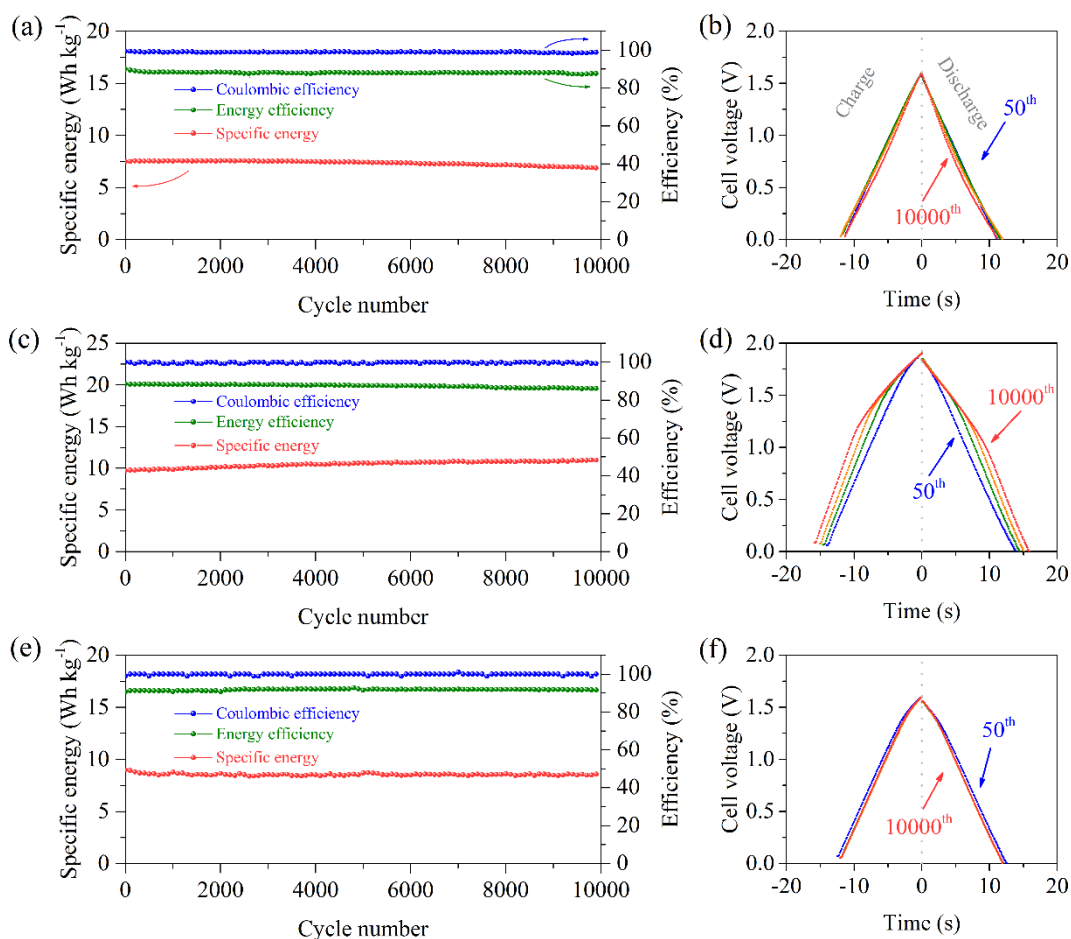 (a)
20
15
10
5
0
Specific energy (Wh kg⁻¹)
100
80
60
40
20
0
Efficiency (%)
Coulombic efficiency
Energy efficiency
Specific energy
0 2000 4000 6000 8000 10000
Cycle number
(b)
2.0
1.5
1.0
0.5
0.0
Cell voltage (V)
Charge
Discharge
50th
10000th
-20 -10 0 10 20
Time (s)
(c)
25
20
15
10
5
0
Specific energy (Wh kg⁻¹)
100
80
60
40
20
0
Efficiency (%)
Coulombic efficiency
Energy efficiency
Specific energy
0 2000 4000 6000 8000 10000
Cycle number
(d)
2.0
1.5
1.0
0.5
0.0
Cell voltage (V)
10000th
50th
-20 -10 0 10 20
Time (s)
(e)
20
15
10
5
0
Specific energy (Wh kg⁻¹)
100
80
60
40
20
0
Efficiency (%)
Coulombic efficiency
Energy efficiency
Specific energy
0 2000 4000 6000 8000 10000
Cycle number
(f)
2.0
1.5
1.0
0.5
0.0
Cell voltage (V)
50th
10000th
-20 -10 0 10 20
Time (s)